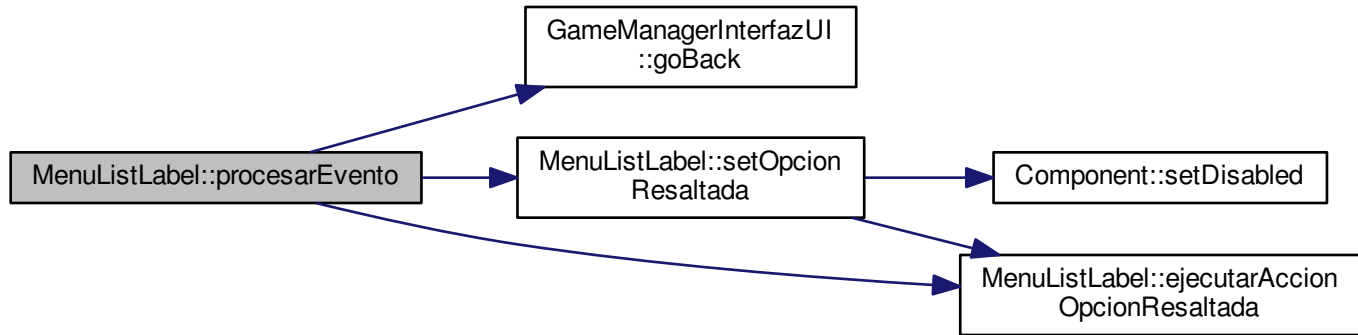 GameManagerInterfazUI
::goBack
MenuListLabel::procesarEvento
MenuListLabel::setOpcion
Resaltada
Component::setDisabled
MenuListLabel::ejecutarAccion
OpcionResaltada